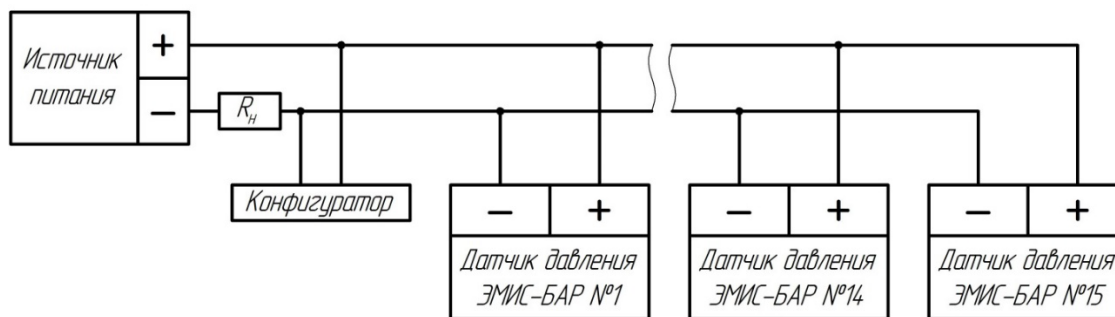 Источник
питания
+
−
Rн
Конфигуратор
− +
Датчик давления
ЭМИС-БАР №1
− +
Датчик давления
ЭМИС-БАР №14
− +
Датчик давления
ЭМИС-БАР №15